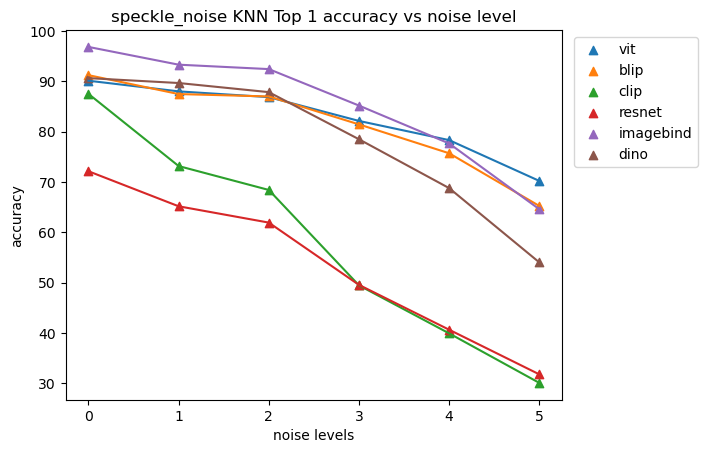 speckle_noise KNN Top 1 accuracy vs noise level
100
90
80
70
60
50
40
30
accuracy
0 1 2 3 4 5
noise levels
vit
blip
clip
resnet
imagebind
dino